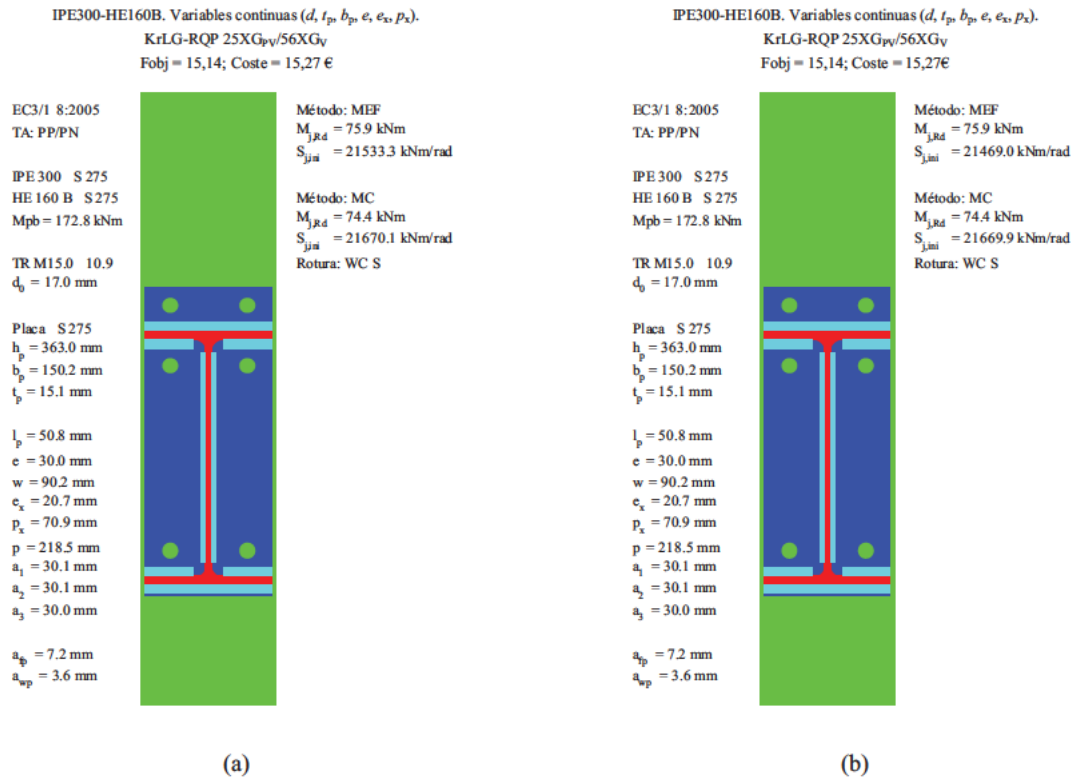 IPE300-HE160B. Variables continuas (d, tp, bp, e, ex, px).
KrLG-RQP 25XGPV/56XGV
Fobj = 15,14; Coste = 15,27 €
EC3/1 8:2005
TA: PP/PN
IPE 300 S 275
HE 160 B S 275
Mpb = 172.8 kNm
TR M15.0 10.9
d0 = 17.0 mm
Placa S 275
hp = 363.0 mm
bp = 150.2 mm
tp = 15.1 mm
lp = 50.8 mm
e = 30.0 mm
w = 90.2 mm
ex = 20.7 mm
px = 70.9 mm
p = 218.5 mm
a1 = 30.1 mm
a2 = 30.1 mm
a3 = 30.0 mm
afp = 7.2 mm
awp = 3.6 mm
Método: MEF
Mj,Rd = 75.9 kNm
Sj,ini = 21533.3 kNm/rad
Método: MC
Mj,Rd = 74.4 kNm
Sj,ini = 21670.1 kNm/rad
Rotura: WC S
(a)
IPE300-HE160B. Variables continuas (d, tp, bp, e, ex, px).
KrLG-RQP 25XGPV/56XGV
Fobj = 15,14; Coste = 15,27€
EC3/1 8:2005
TA: PP/PN
IPE 300 S 275
HE 160 B S 275
Mpb = 172.8 kNm
TR M15.0 10.9
d0 = 17.0 mm
Placa S 275
hp = 363.0 mm
bp = 150.2 mm
tp = 15.1 mm
lp = 50.8 mm
e = 30.0 mm
w = 90.2 mm
ex = 20.7 mm
px = 70.9 mm
p = 218.5 mm
a1 = 30.1 mm
a2 = 30.1 mm
a3 = 30.0 mm
afp = 7.2 mm
awp = 3.6 mm
Método: MEF
Mj,Rd = 75.9 kNm
Sj,ini = 21469.0 kNm/rad
Método: MC
Mj,Rd = 74.4 kNm
Sj,ini = 21669.9 kNm/rad
Rotura: WC S
(b)